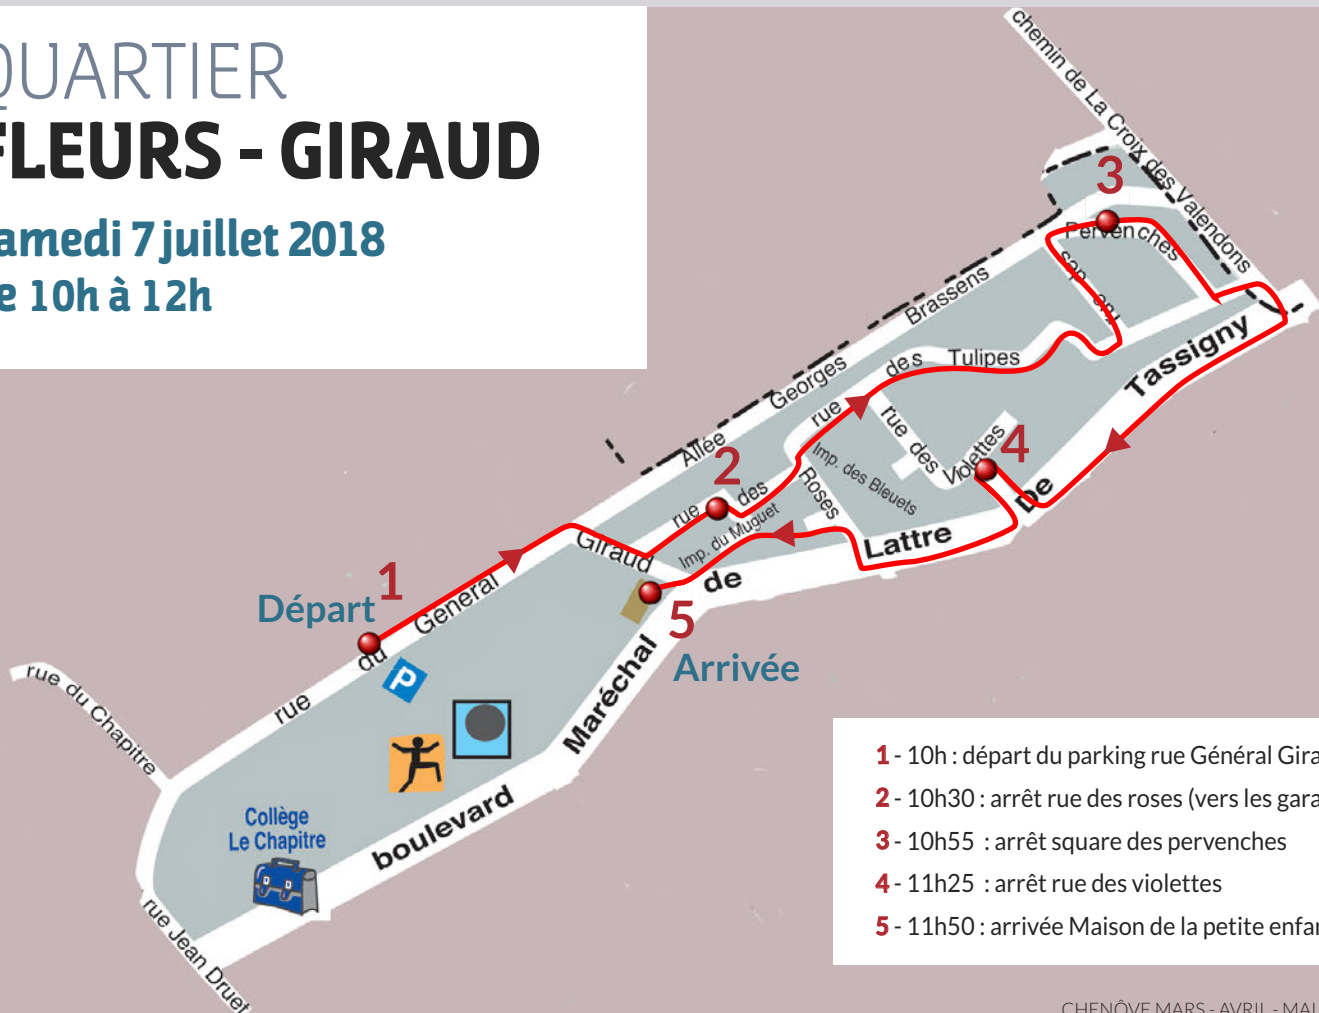 QUARTIER
FLEURS - GIRAUD
amedi 7 juillet 2018
e 10h à 12h
chemin de La Croix des Valendons
3
Pervenches
rue des
Allée Georges Brassens
Tassigny
rue des Tulipes
rue des Violettes
4
Imp. des Bleuets
2
rue des Roses
Imp. du Muguet
De
Lattre
de
1
Départ
rue du Général Giraud
5
Arrivée
P
Maréchal
boulevard
rue du Chapitre
Collège
Le Chapitre
rue Jean Druet
1 - 10h : départ du parking rue Général Gira
2 - 10h30 : arrêt rue des roses (vers les gara
3 - 10h55 : arrêt square des pervenches
4 - 11h25 : arrêt rue des violettes
5 - 11h50 : arrivée Maison de la petite enfan
CHENÔVE MARS - AVRIL - MAI